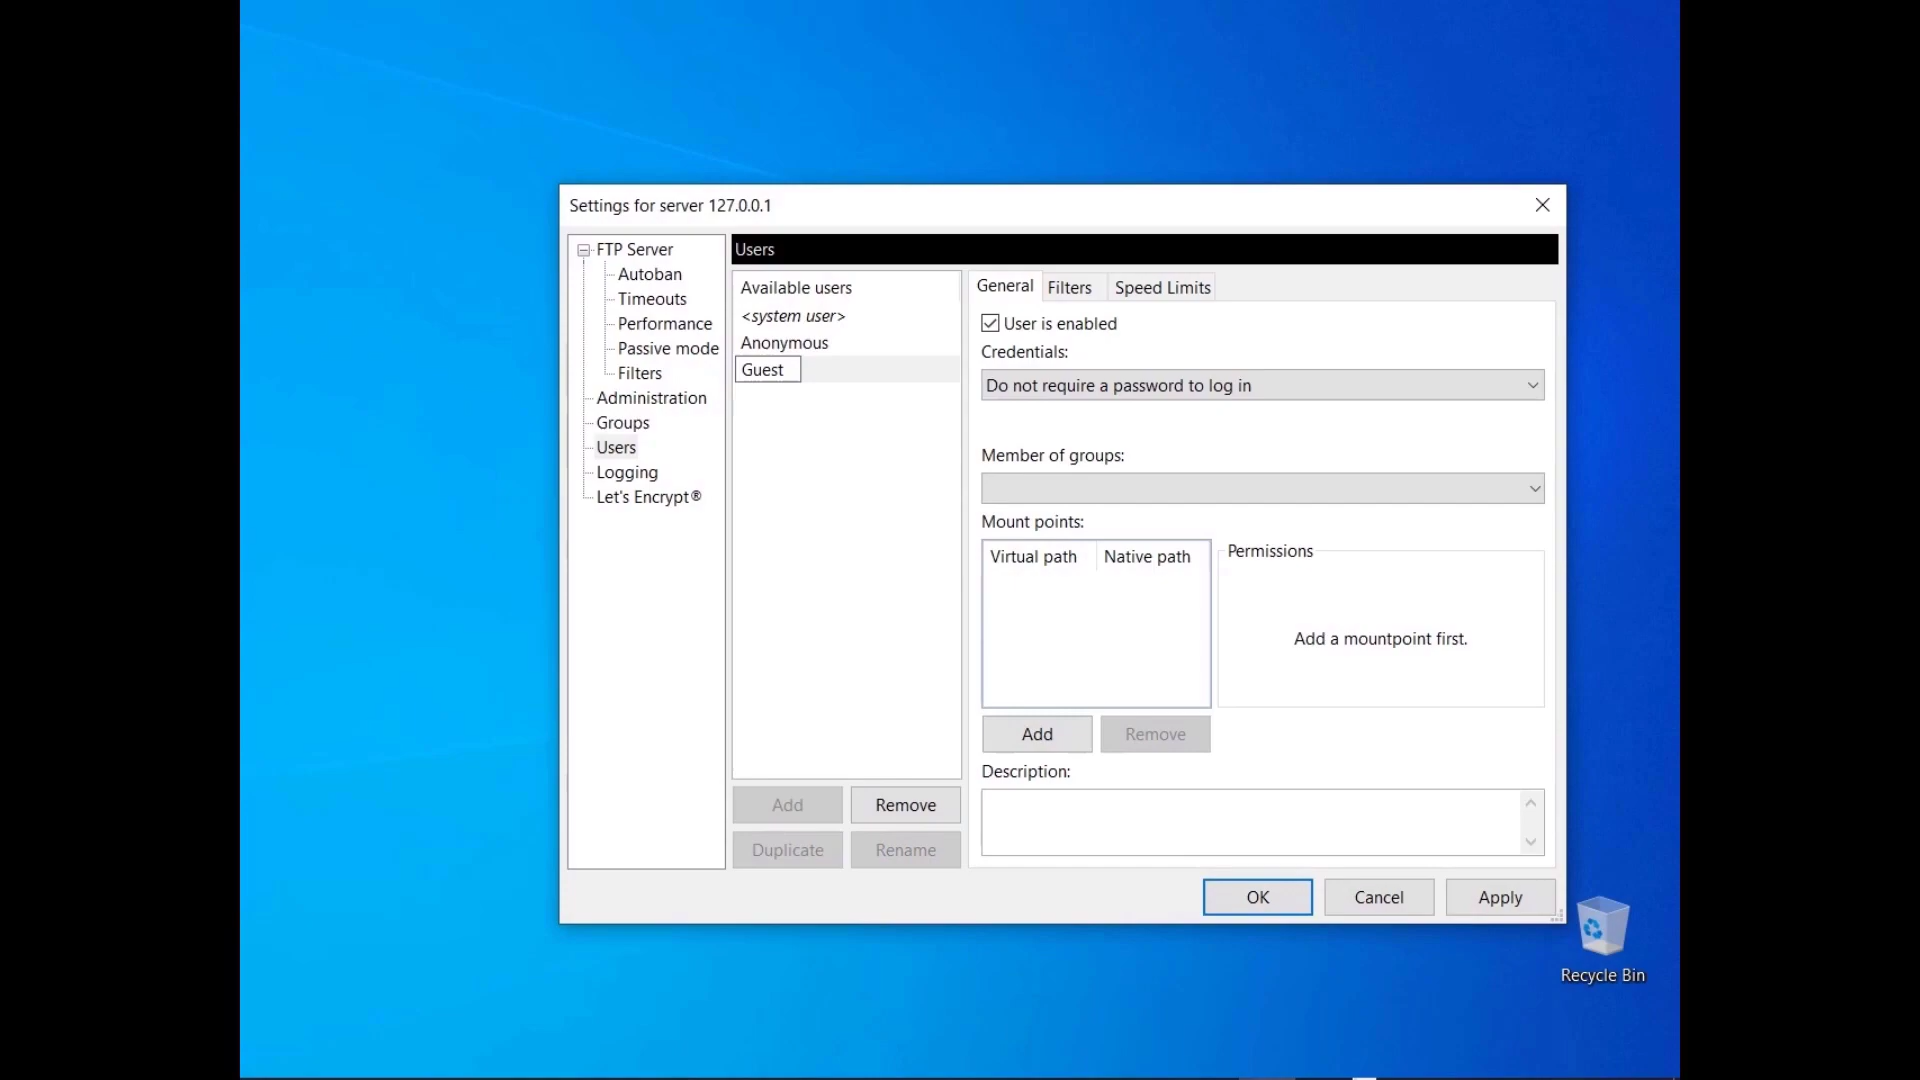 Settings for server 127.0.0.1
FTP Server
Autoban
Timeouts
Performance
Passive mode
Filters
Administration
Groups
Users
Logging
Let's Encrypt®
Users
Available users
<system user>
Anonymous
Guest
Add
Remove
Duplicate
Rename
General
Filters
Speed Limits
User is enabled
Credentials:
Do not require a password to log in
Member of groups:
Mount points:
Virtual path
Native path
Permissions
Add a mountpoint first.
Add
Remove
Description:
OK
Cancel
Apply
Recycle Bin